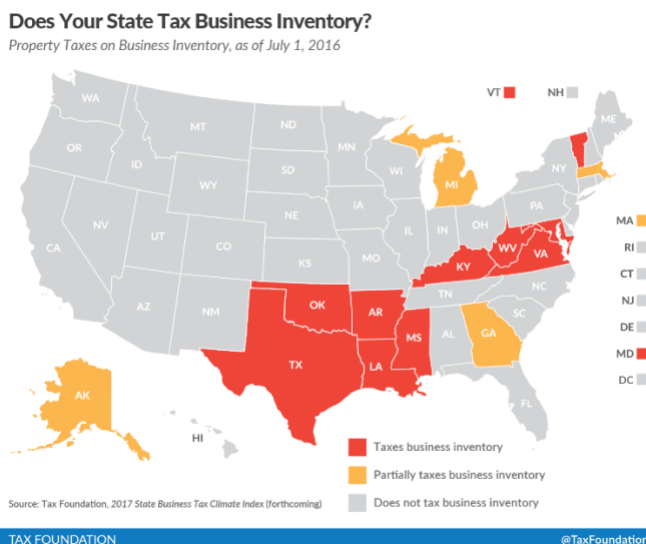 Does Your State Tax Business Inventory?
Property Taxes on Business Inventory, as of July 1, 2016
VT
NH
WA
MT
ND
MN
ME
OR
ID
SD
WI
NY
WY
MI
IA
NE
PA
NV
UT
CO
IL
IN
OH
CA
KS
MO
WV
VA
KY
MA
RI
CT
NJ
DE
MD
DC
NC
TN
SC
AZ
NM
OK
AR
MS
AL
GA
TX
LA
FL
AK
HI
Taxes business inventory
Partially taxes business inventory
Does not tax business inventory
Source: Tax Foundation, 2017 State Business Tax Climate Index (forthcoming)
TAX FOUNDATION
@TaxFoundation